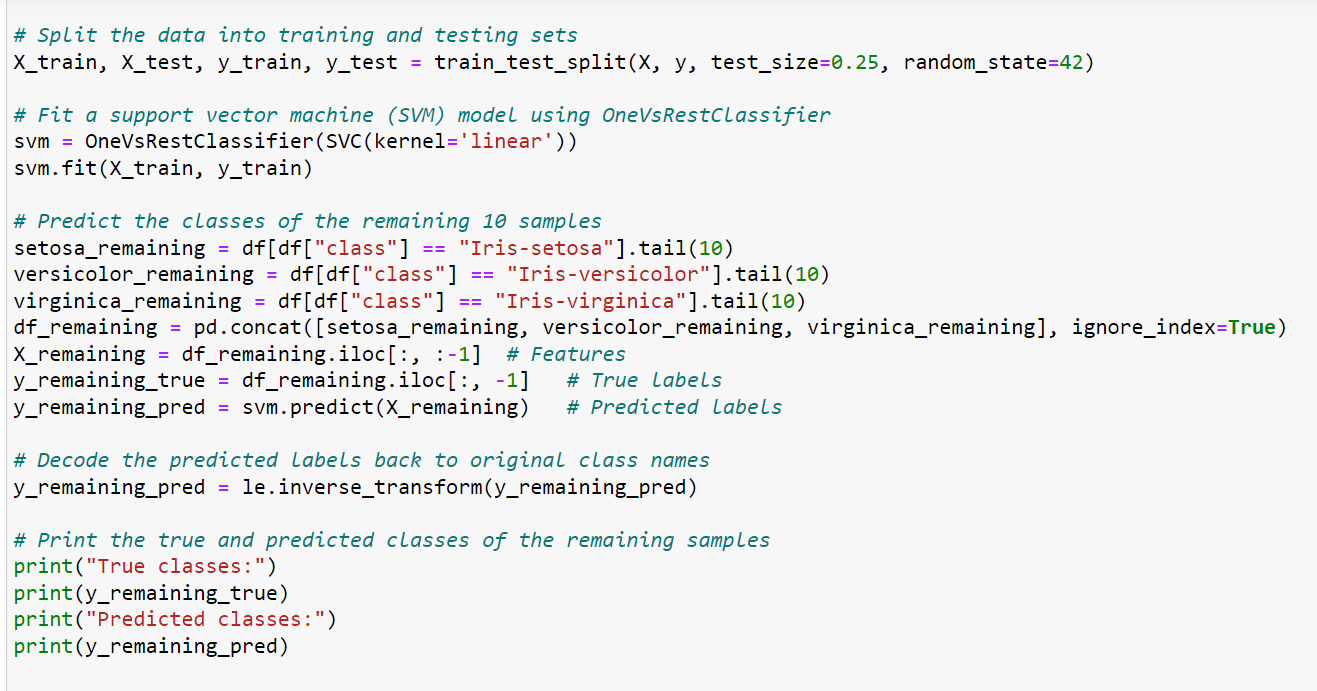 # Split the data into training and testing sets
X_train, X_test, y_train, y_test = train_test_split(X, y, test_size=0.25, random_state=42)
# Fit a support vector machine (SVM) model using OneVsRestClassifier
svm = OneVsRestClassifier(SVC(kernel='linear'))
svm.fit(X_train, y_train)
# Predict the classes of the remaining 10 samples
setosa_remaining = df[df["class"] == "Iris-setosa"].tail(10)
versicolor_remaining = df[df["class"] == "Iris-versicolor"].tail(10)
virginica_remaining = df[df["class"] == "Iris-virginica"].tail(10)
df_remaining = pd.concat([setosa_remaining, versicolor_remaining, virginica_remaining], ignore_index=True)
X_remaining = df_remaining.iloc[:, :-1]  # Features
y_remaining_true = df_remaining.iloc[:, -1]   # True labels
y_remaining_pred = svm.predict(X_remaining)   # Predicted labels
# Decode the predicted labels back to original class names
y_remaining_pred = le.inverse_transform(y_remaining_pred)
# Print the true and predicted classes of the remaining samples
print("True classes:")
print(y_remaining_true)
print("Predicted classes:")
print(y_remaining_pred)